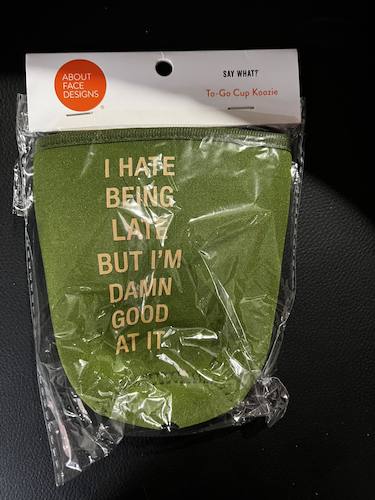 ABOUT
FACE
DESIGNS
SAY WHAT?
To-Go Cup Koozie
I HATE
BEING
LATE
BUT I'M
DAMN
GOOD
AT IT